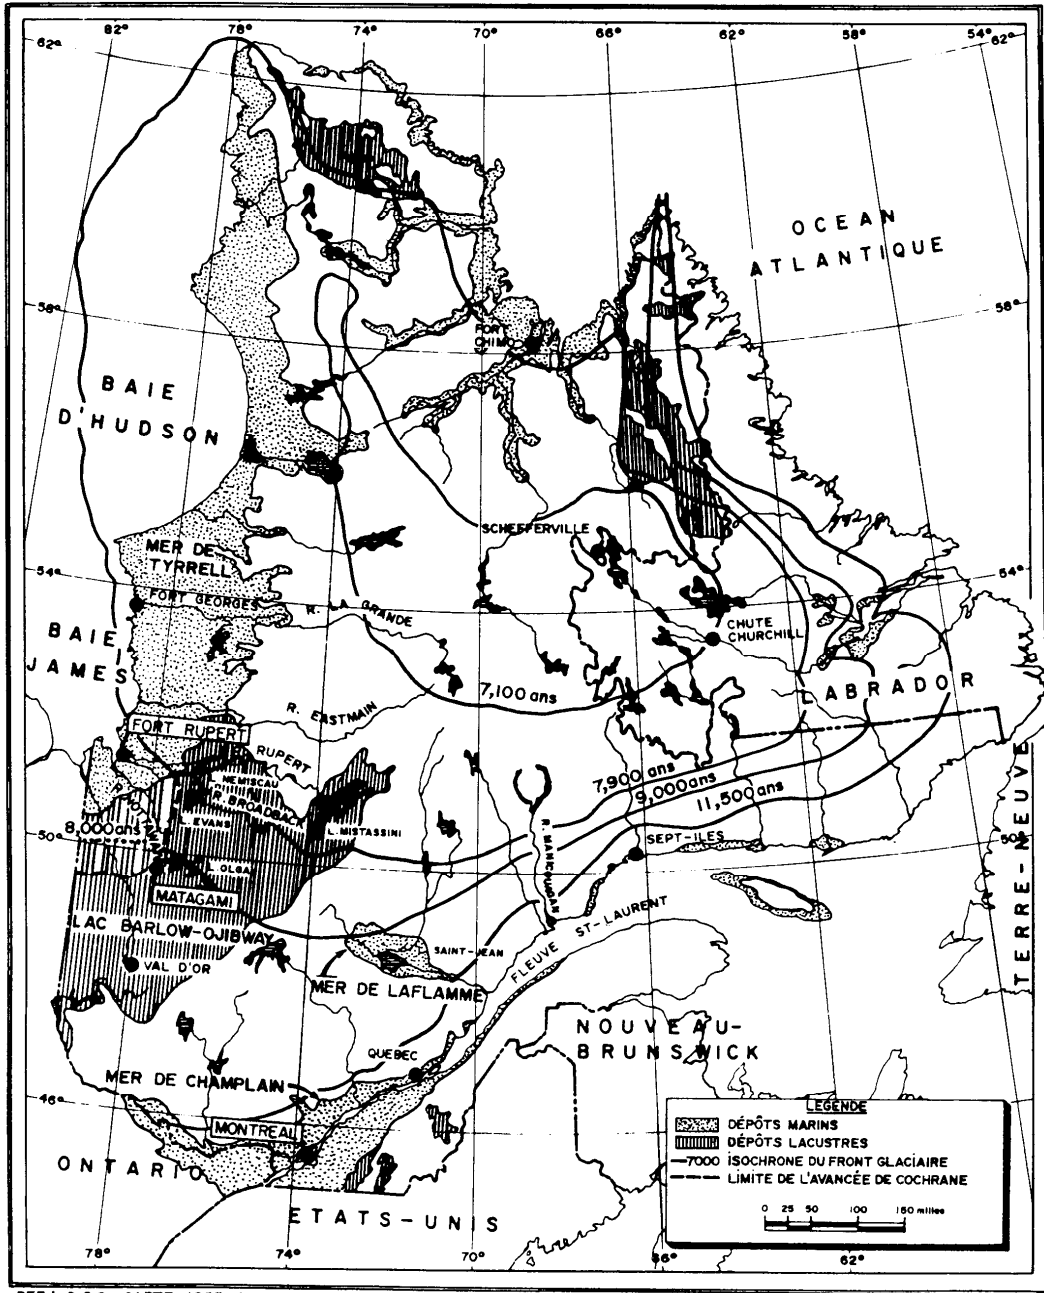 82°
78°
74°
70°
66°
62°
58°
54°
62°
62°
OCEAN
ATLANTIQUE
58°
58°
FORT
CHIMO
BAIE
D'HUDSON
SCHEFFERVILLE
MER DE
TYRRELL
54°
54°
FORT GEORGES
R. LA GRANDE
CHUTE
CHURCHILL
BAIE
JAMES
7,100 ans
LABRADOR
R. EASTMAIN
FORT RUPERT
RUPERT
7,900 ans
9,000 ans
11,500 ans
L. NEMISCAU
R. BROADBACK
8,000 ans
L. EVANS
L. MISTASSINI
50°
50°
SEPT-ILES
R. MANICOUAGAN
L. OLGA
MATAGAMI
LAC BARLOW-OJIBWAY
FLEUVE ST-LAURENT
SAINT-JEAN
VAL D'OR
MER DE LAFLAMME
TERRE-NEUVE
NOUVEAU-
BRUNSWICK
QUEBEC
MER DE CHAMPLAIN
46°
MONTREAL
ONTARIO
ETATS-UNIS
LEGENDE
DÉPÔTS MARINS
DÉPÔTS LACUSTRES
7000 ISOCHRONE DU FRONT GLACIAIRE
LIMITE DE L'AVANCÉE DE COCHRANE
0 25 50 100 150 milles
78°
74°
70°
66°
62°